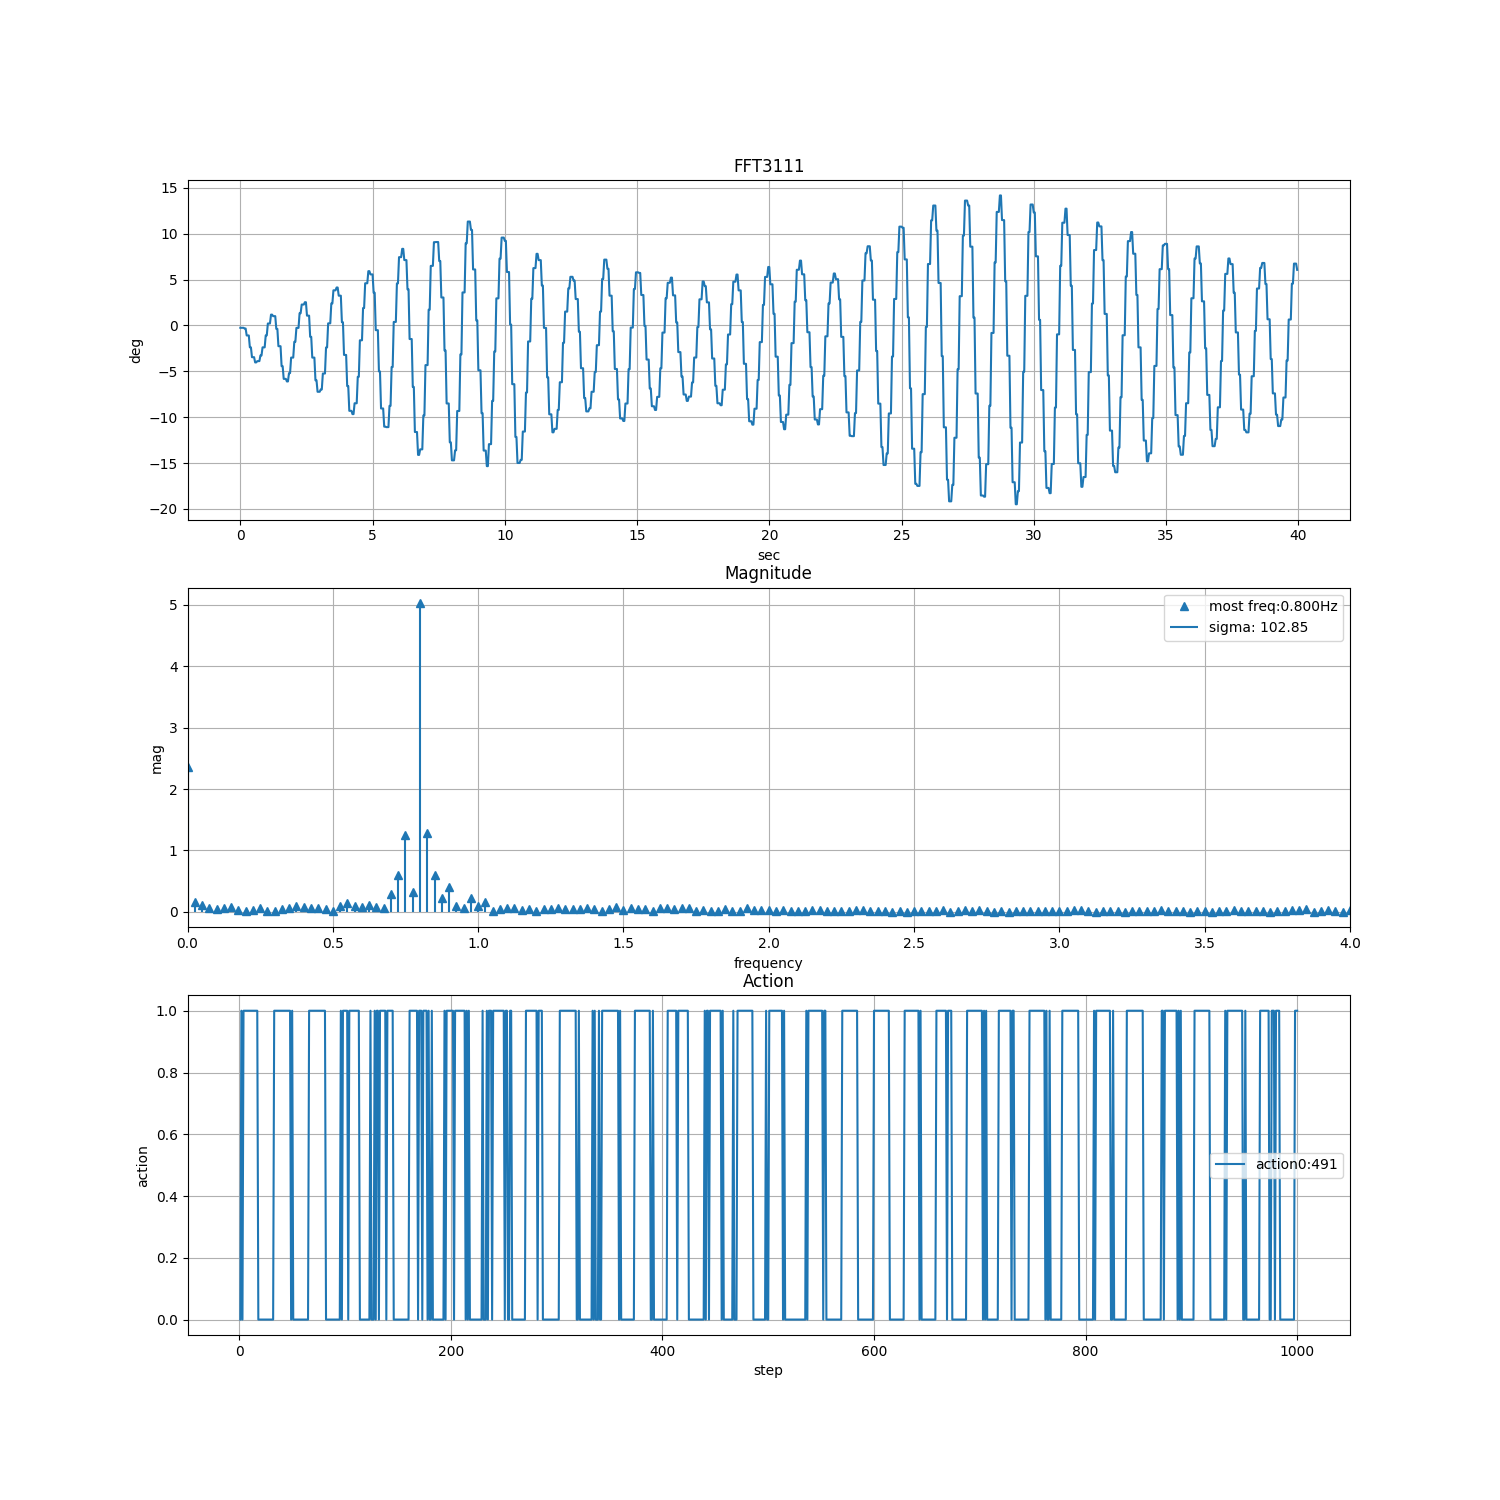 FFT3111
15
10
5
0
−5
−10
−15
−20
deg
0 5 10 15 20 25 30 35 40
sec
Magnitude
5
4
3
2
1
0
mag
most freq:0.800Hz
sigma: 102.85
0.0 0.5 1.0 1.5 2.0 2.5 3.0 3.5 4.0
frequency
Action
1.0
0.8
0.6
0.4
0.2
0.0
action
action0:491
0 200 400 600 800 1000
step